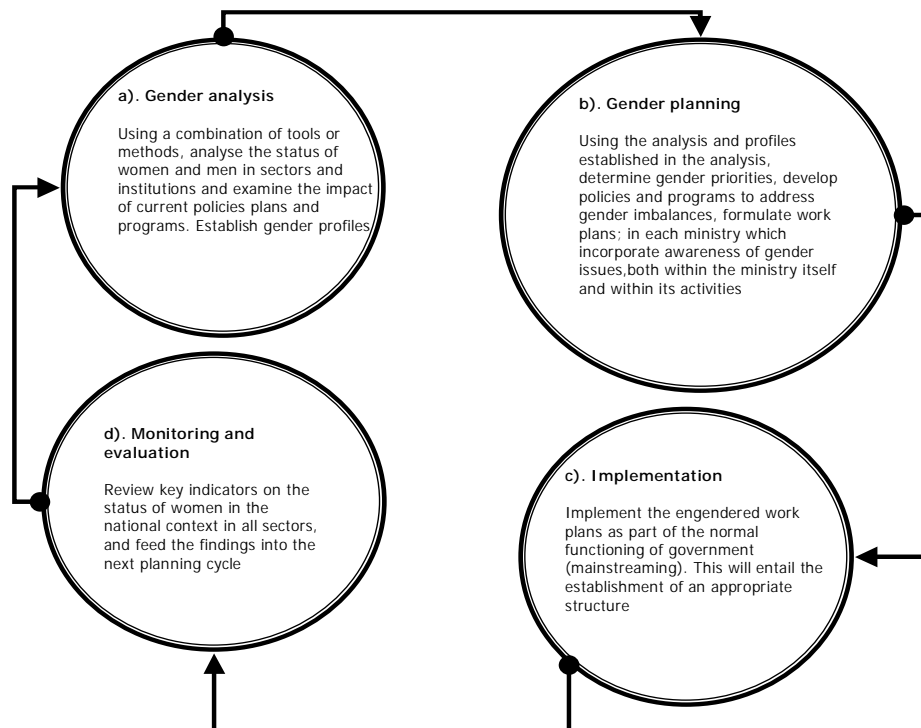 a). Gender analysis
Using a combination of tools or
methods, analyse the status of
women and men in sectors and
institutions and examine the impact
of current policies plans and
programs. Establish gender profiles
b). Gender planning
Using the analysis and profiles
established in the analysis,
determine gender priorities, develop
policies and programs to address
gender imbalances, formulate work
plans; in each ministry which
incorporate awareness of gender
issues,both within the ministry itself
and within its activities
c). Implementation
Implement the engendered work
plans as part of the normal
functioning of government
(mainstreaming). This will entail the
establishment of an appropriate
structure
d). Monitoring and
evaluation
Review key indicators on the
status of women in the
national context in all sectors,
and feed the findings into the
next planning cycle